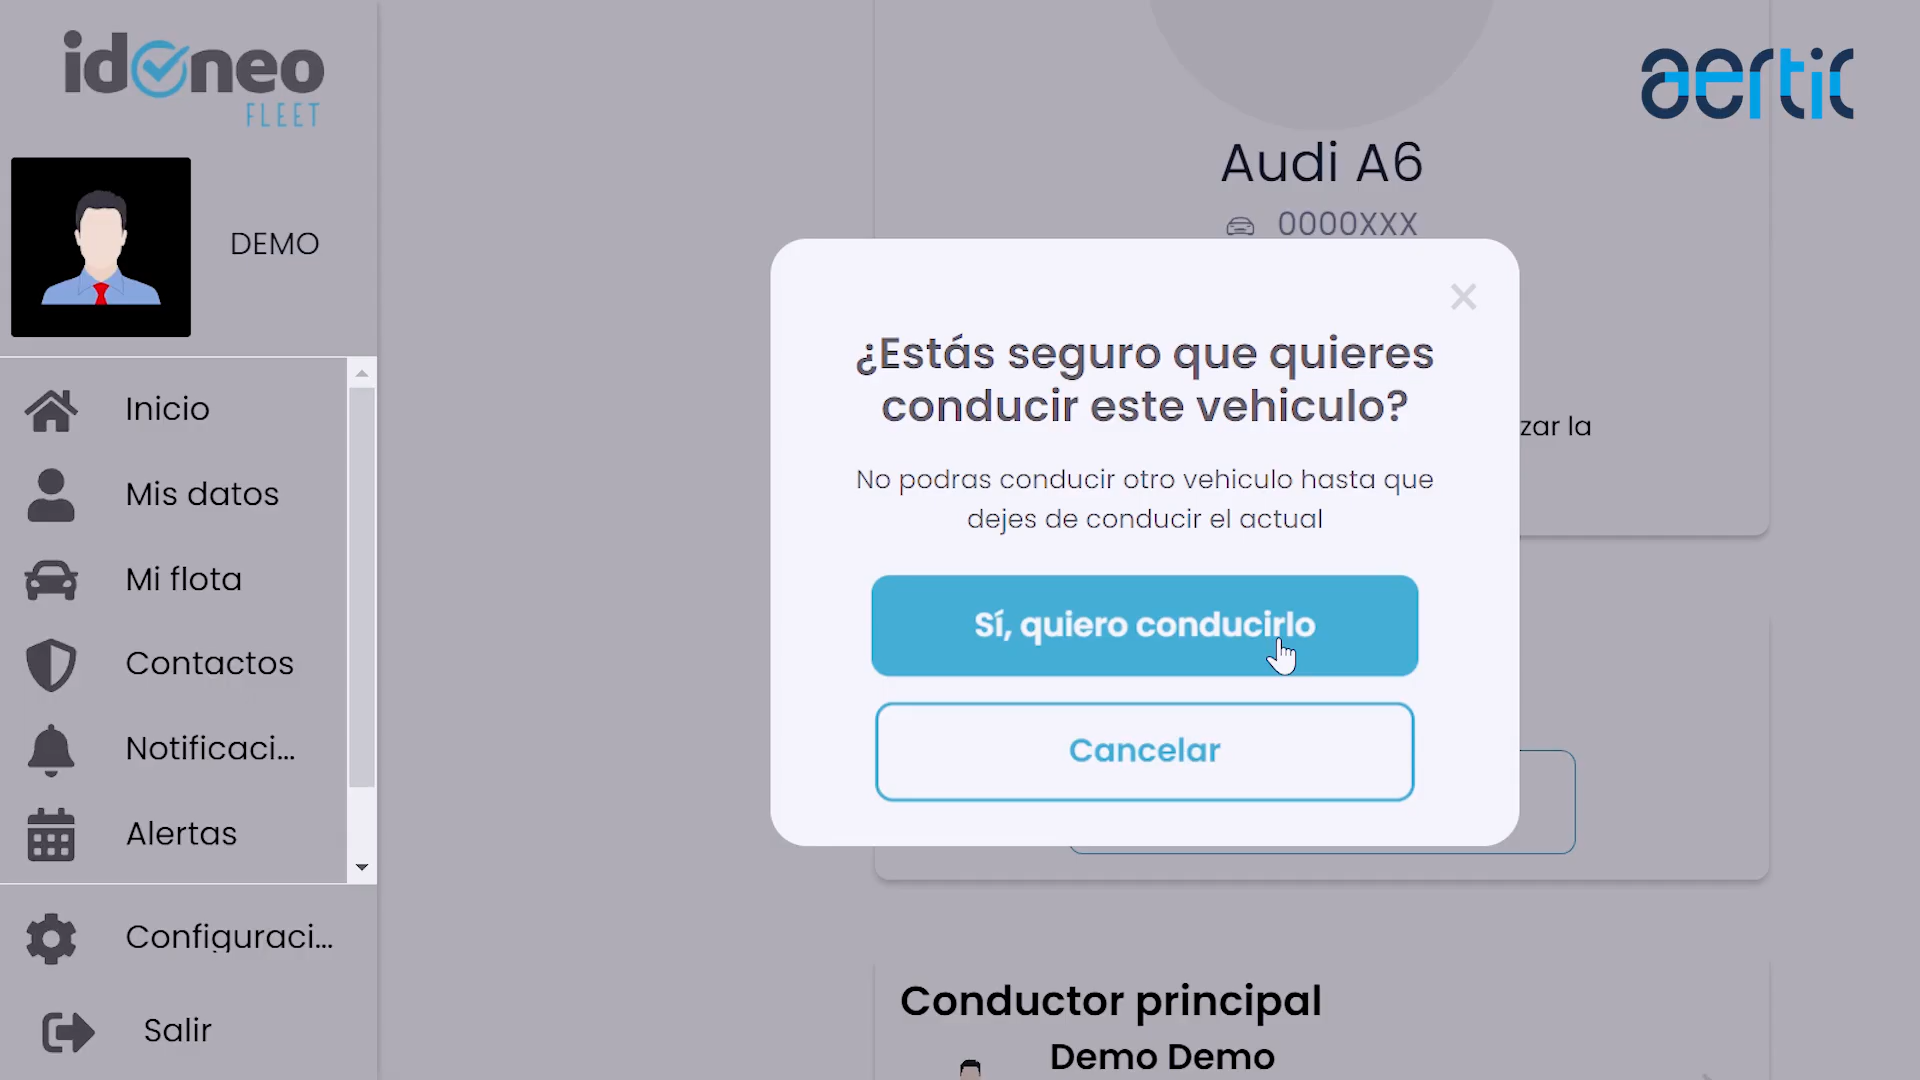 idoneo
FLEET
aertic
DEMO
Inicio
Mis datos
Mi flota
Contactos
Notificaci...
Alertas
Configuraci...
Salir
Audi A6
0000XXX
zar la
¿Estás seguro que quieres
conducir este vehiculo?
No podras conducir otro vehiculo hasta que
dejes de conducir el actual
Sí, quiero conducirlo
Cancelar
Conductor principal
Demo Demo